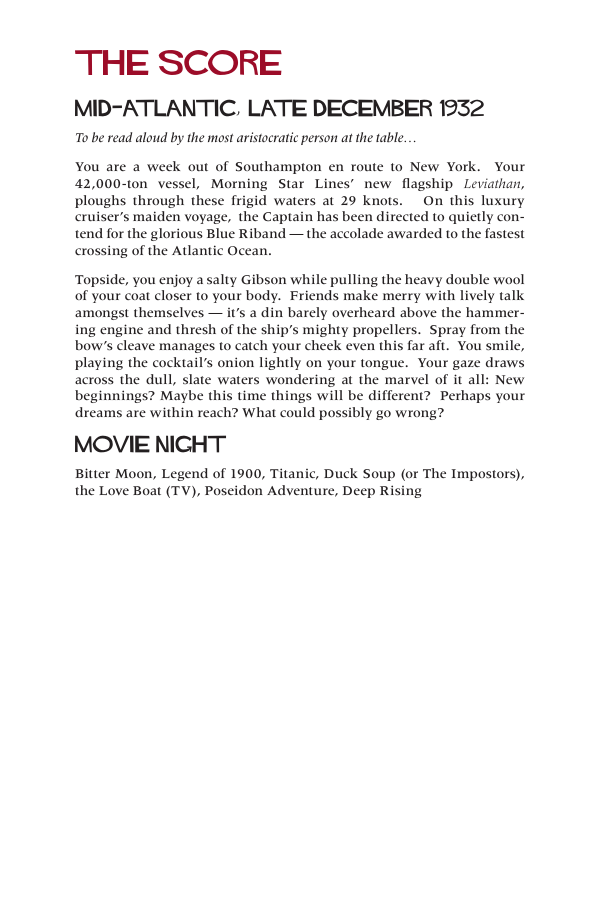 THE SCORE
MID-ATLANTIC, LATE DECEMBER 1932
To be read aloud by the most aristocratic person at the table…
You are a week out of Southampton en route to New York.  Your
42,000-ton vessel, Morning Star Lines’ new flagship Leviathan,
ploughs through these frigid waters at 29 knots.   On this luxury
cruiser’s maiden voyage,  the Captain has been directed to quietly con-
tend for the glorious Blue Riband — the accolade awarded to the fastest
crossing of the Atlantic Ocean.
Topside, you enjoy a salty Gibson while pulling the heavy double wool
of your coat closer to your body.  Friends make merry with lively talk
amongst themselves — it’s a din barely overheard above the hammer-
ing engine and thresh of the ship’s mighty propellers.  Spray from the
bow’s cleave manages to catch your cheek even this far aft.  You smile,
playing the cocktail’s onion lightly on your tongue.  Your gaze draws
across the dull, slate waters wondering at the marvel of it all: New
beginnings? Maybe this time things will be different?  Perhaps your
dreams are within reach? What could possibly go wrong?
MOVIE NIGHT
Bitter Moon, Legend of 1900, Titanic, Duck Soup (or The Impostors),
the Love Boat (TV), Poseidon Adventure, Deep Rising